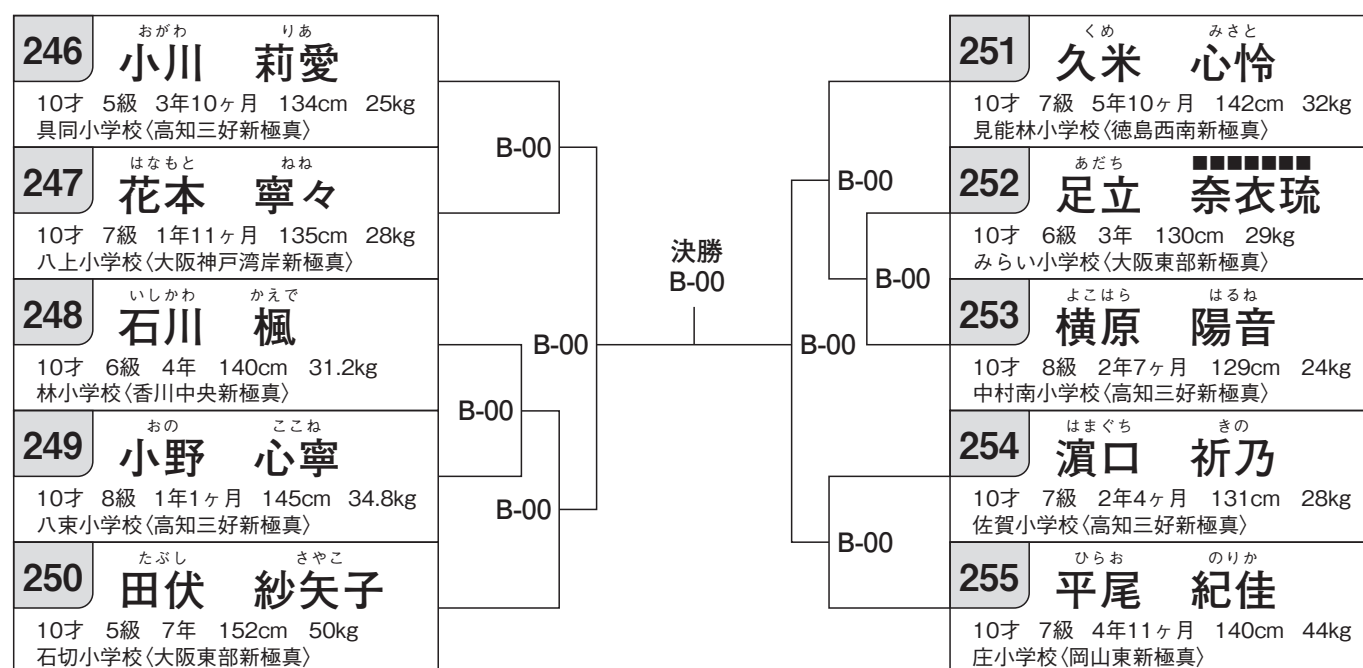 246
おがわ りあ
小川 莉愛
10才 5級 3年10ヶ月 134cm 25kg
具同小学校〈高知三好新極真〉
247
はなもと ねね
花本 寧々
10才 7級 1年11ヶ月 135cm 28kg
八上小学校〈大阪神戸湾岸新極真〉
248
いしかわ かえで
石川 楓
10才 6級 4年 140cm 31.2kg
林小学校〈香川中央新極真〉
249
おの ここね
小野 心寧
10才 8級 1年1ヶ月 145cm 34.8kg
八束小学校〈高知三好新極真〉
250
たぶし さやこ
田伏 紗矢子
10才 5級 7年 152cm 50kg
石切小学校〈大阪東部新極真〉
B-00
B-00
B-00
B-00
決勝
B-00
B-00
B-00
B-00
B-00
251
くめ みさと
久米 心怜
10才 7級 5年10ヶ月 142cm 32kg
見能林小学校〈徳島西南新極真〉
252
あだち ■■■■■■■
足立 奈衣琉
10才 6級 3年 130cm 29kg
みらい小学校〈大阪東部新極真〉
253
よこはら はるね
横原 陽音
10才 8級 2年7ヶ月 129cm 24kg
中村南小学校〈高知三好新極真〉
254
はまぐち きの
濵口 祈乃
10才 7級 2年4ヶ月 131cm 28kg
佐賀小学校〈高知三好新極真〉
255
ひらお のりか
平尾 紀佳
10才 7級 4年11ヶ月 140cm 44kg
庄小学校〈岡山東新極真〉